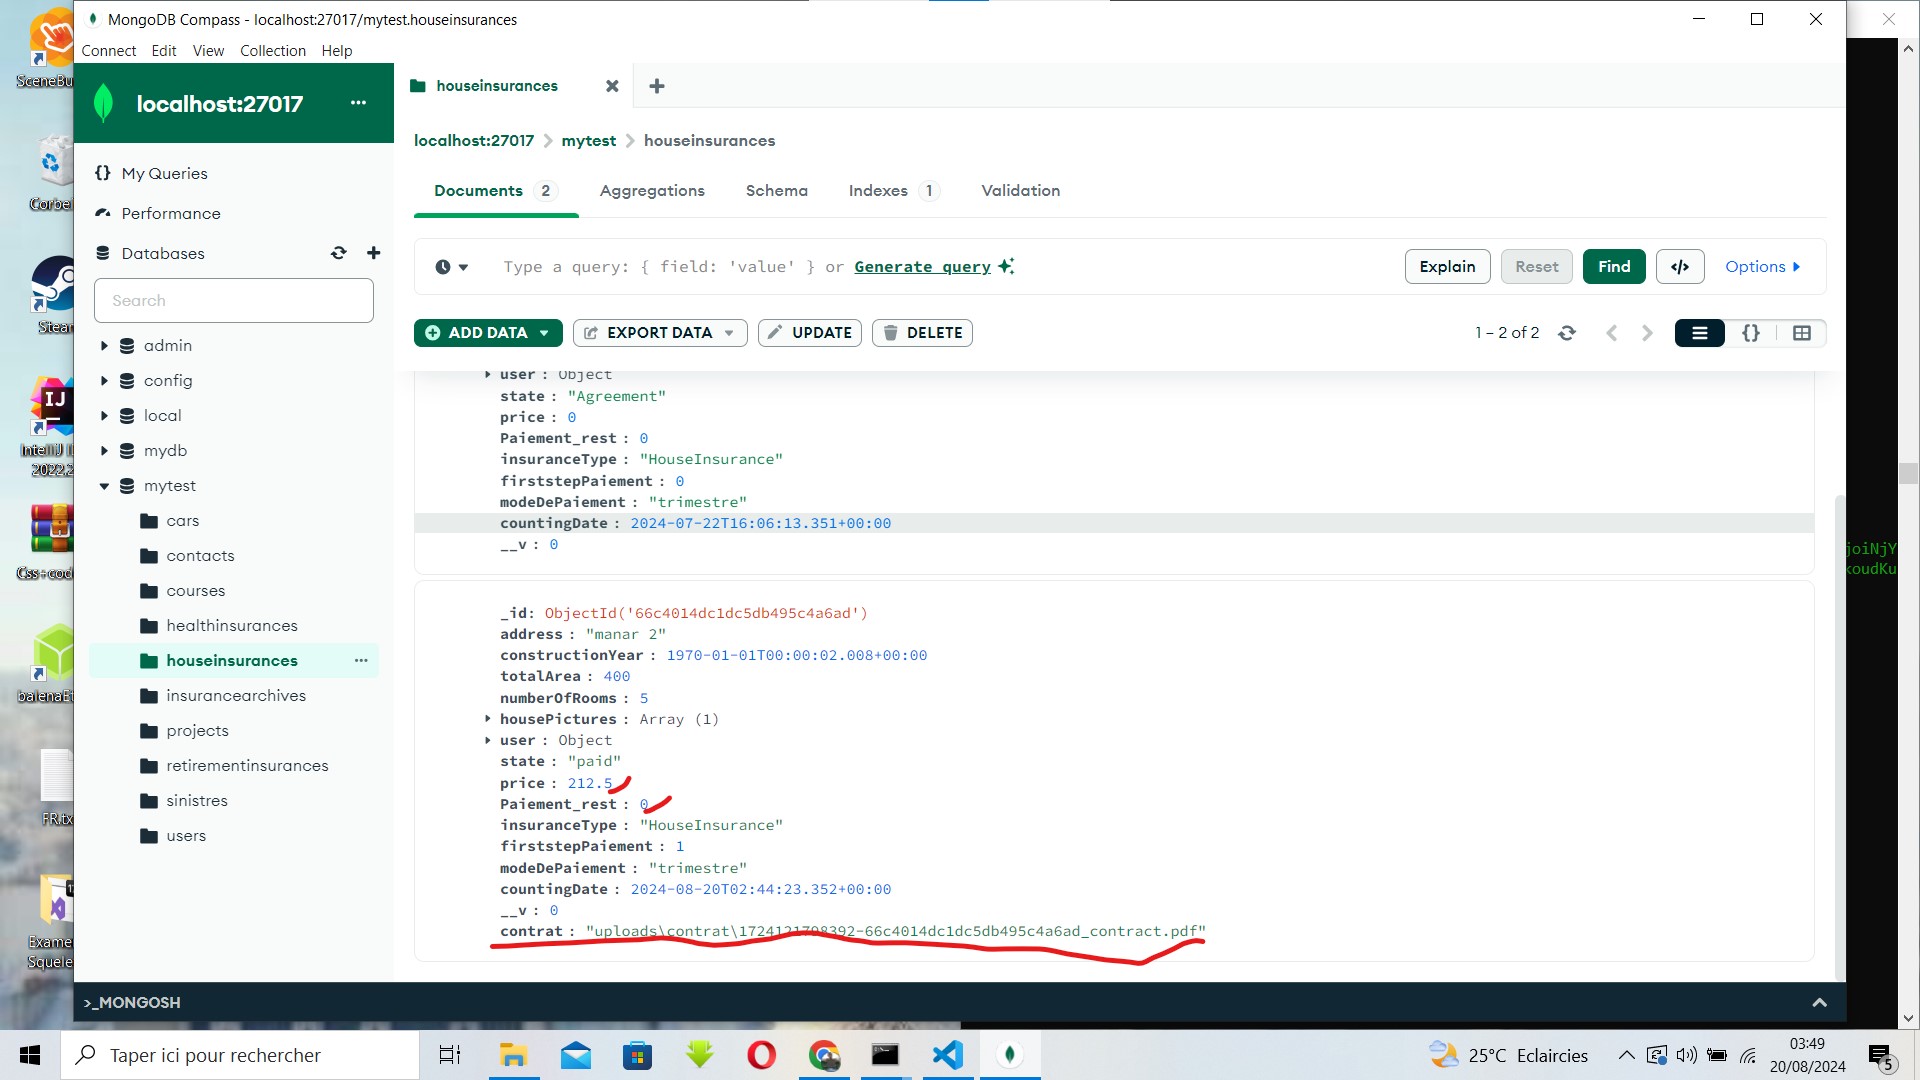 MongoDB Compass - localhost:27017/mytest.houseinsurances
Connect Edit View Collection Help
localhost:27017
My Queries
Performance
Databases
Search
admin
config
local
mydb
mytest
cars
contacts
courses
healthinsurances
houseinsurances
insurancearchives
projects
retirementinsurances
sinistres
users
houseinsurances
localhost:27017 > mytest > houseinsurances
Documents 2 Aggregations Schema Indexes 1 Validation
Type a query: { field: 'value' } or Generate query
Explain Reset Find </> Options
ADD DATA EXPORT DATA UPDATE DELETE
1 – 2 of 2
{}
user : Object
state : "Agreement"
price : 0
Paiement_rest : 0
insuranceType : "HouseInsurance"
firststepPaiement : 0
modeDePaiement : "trimestre"
countingDate : 2024-07-22T16:06:13.351+00:00
__v : 0
_id: ObjectId('66c4014dc1dc5db495c4a6ad')
address : "manar 2"
constructionYear : 1970-01-01T00:00:02.008+00:00
totalArea : 400
numberOfRooms : 5
housePictures : Array (1)
user : Object
state : "paid"
price : 212.5
Paiement_rest : 0
insuranceType : "HouseInsurance"
firststepPaiement : 1
modeDePaiement : "trimestre"
countingDate : 2024-08-20T02:44:23.352+00:00
__v : 0
contrat : "uploads\contrat\1724121798392-66c4014dc1dc5db495c4a6ad_contract.pdf"
>_MONGOSH
SceneBu
Corbe
Stear
IJ
IntelliJ I
2022.2
Css+cod
balenaEt
FR.tx
Exame
Squele
joiNjY
koudKu
Taper ici pour rechercher
25°C Eclaircies
03:49
20/08/2024
5